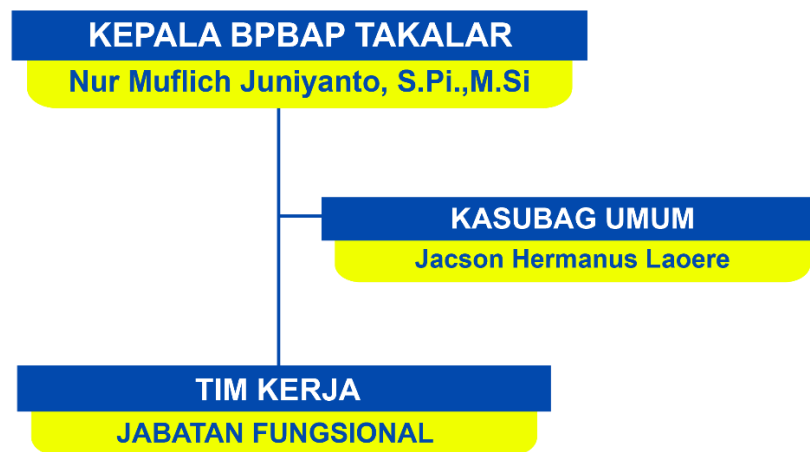 KEPALA BPBAP TAKALAR
Nur Muflich Juniyanto, S.Pi.,M.Si
KASUBAG UMUM
Jacson Hermanus Laoere
TIM KERJA
JABATAN FUNGSIONAL